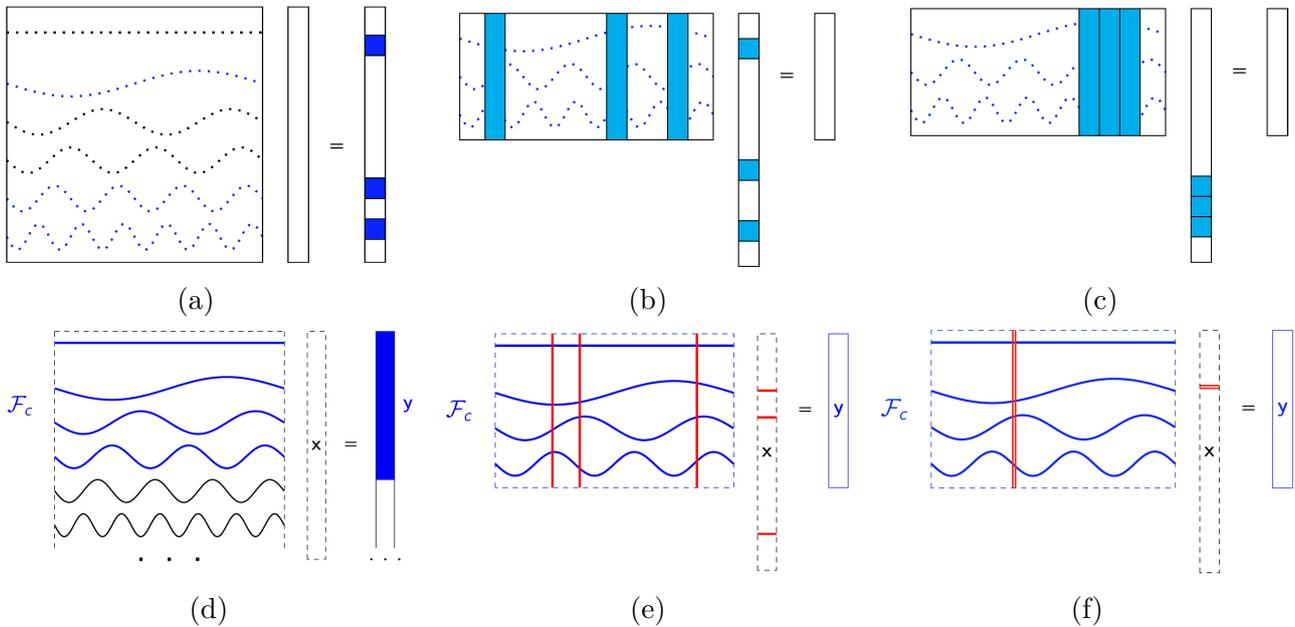 =
(a)
=
(b)
=
(c)
ℱc
x
=
y
. . .
. . .
(d)
ℱc
x
=
y
(e)
ℱc
x
=
y
(f)